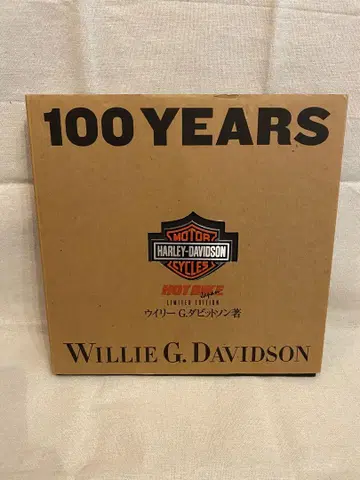 100 YEARS
MOTOR
HARLEY-DAVIDSON
CYCLES
HOT BIKE
Japan
LIMITED EDITION
ウイリー G.ダビッドソン著
WILLIE G. DAVIDSON